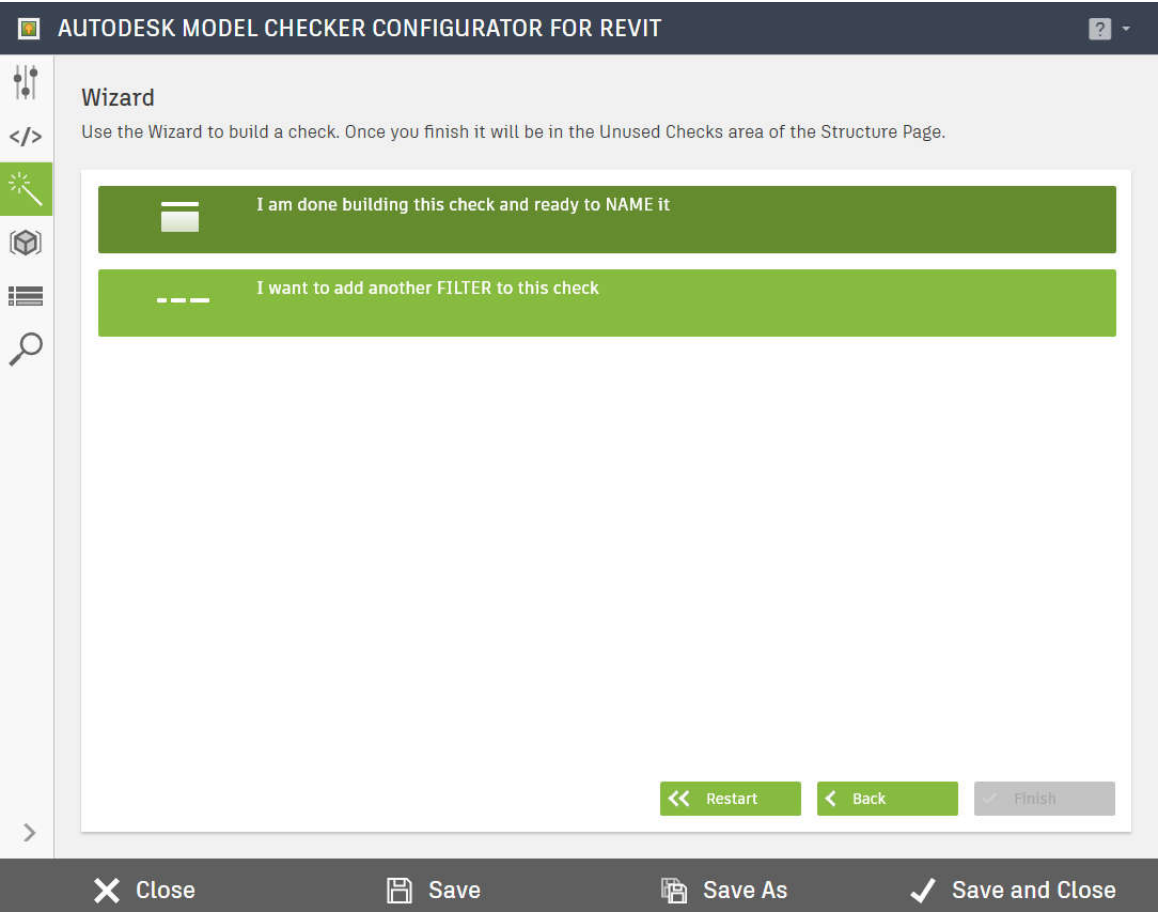 AUTODESK MODEL CHECKER CONFIGURATOR FOR REVIT
?
</>
Wizard
Use the Wizard to build a check. Once you finish it will be in the Unused Checks area of the Structure Page.
I am done building this check and ready to NAME it
I want to add another FILTER to this check
Restart
Back
Finish
Close
Save
Save As
Save and Close